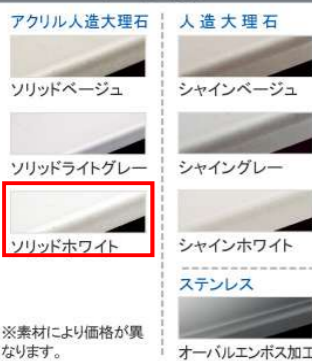 アクリル人造大理石
ソリッドベージュ
ソリッドライトグレー
ソリッドホワイト
※素材により価格が異
なります。
人造大理石
シャインベージュ
シャイングレー
シャインホワイト
ステンレス
オーバルエンボス加工